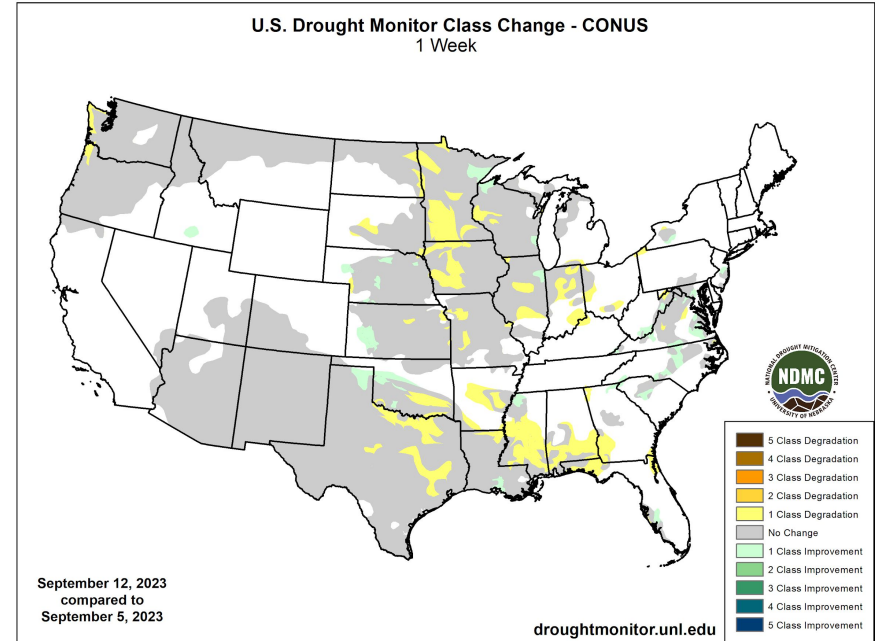 U.S. Drought Monitor Class Change - CONUS
1 Week
NATIONAL DROUGHT MITIGATION CENTER
NDMC
UNIVERSITY OF NEBRASKA
5 Class Degradation
4 Class Degradation
3 Class Degradation
2 Class Degradation
1 Class Degradation
No Change
1 Class Improvement
2 Class Improvement
3 Class Improvement
4 Class Improvement
5 Class Improvement
September 12, 2023
compared to
September 5, 2023
droughtmonitor.unl.edu